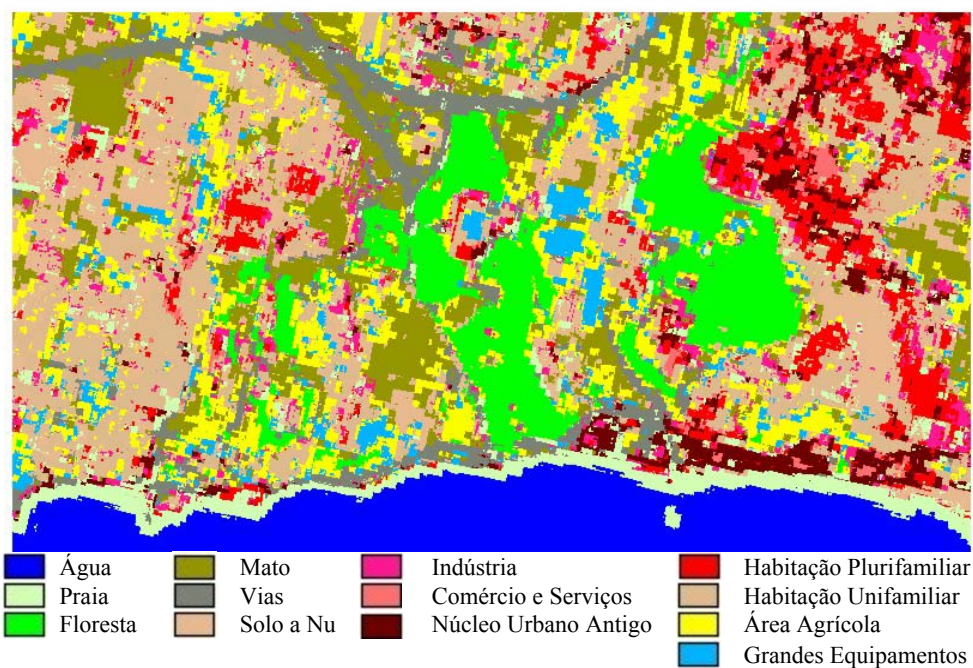 Água Mato Indústria Habitação Plurifamiliar
Praia Vias Comércio e Serviços Habitação Unifamiliar
Floresta Solo a Nu Núcleo Urbano Antigo Área Agrícola
Grandes Equipamentos